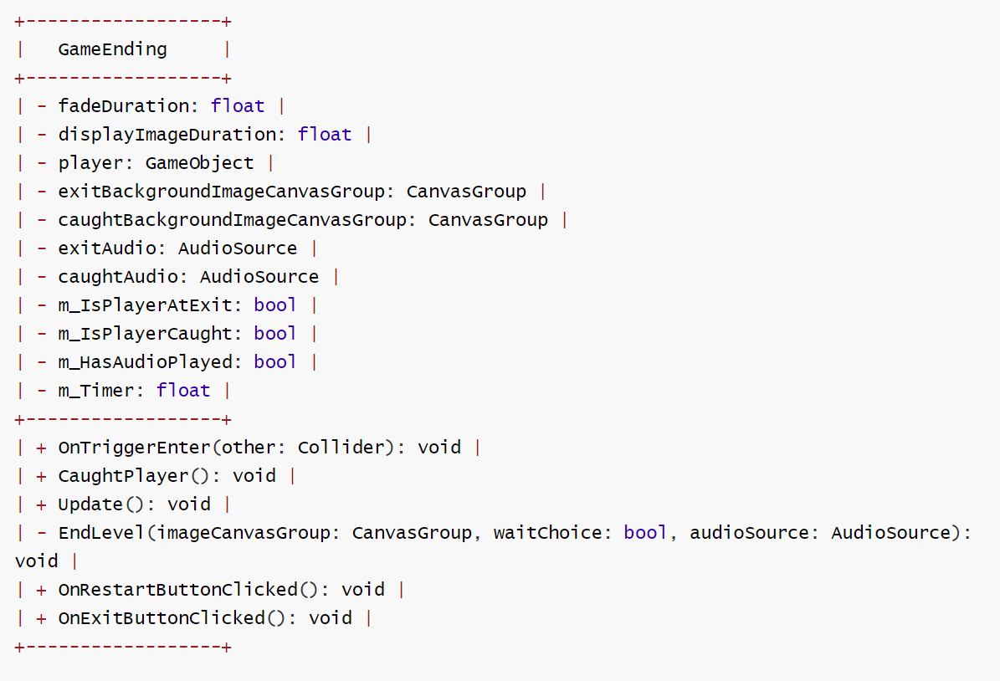 +------------------+
|   GameEnding     |
+------------------+
| - fadeDuration: float |
| - displayImageDuration: float |
| - player: GameObject |
| - exitBackgroundImageCanvasGroup: CanvasGroup |
| - caughtBackgroundImageCanvasGroup: CanvasGroup |
| - exitAudio: AudioSource |
| - caughtAudio: AudioSource |
| - m_IsPlayerAtExit: bool |
| - m_IsPlayerCaught: bool |
| - m_HasAudioPlayed: bool |
| - m_Timer: float |
+------------------+
| + OnTriggerEnter(other: Collider): void |
| + CaughtPlayer(): void |
| + Update(): void |
| - EndLevel(imageCanvasGroup: CanvasGroup, waitChoice: bool, audioSource: AudioSource):
void |
| + OnRestartButtonClicked(): void |
| + OnExitButtonClicked(): void |
+------------------+